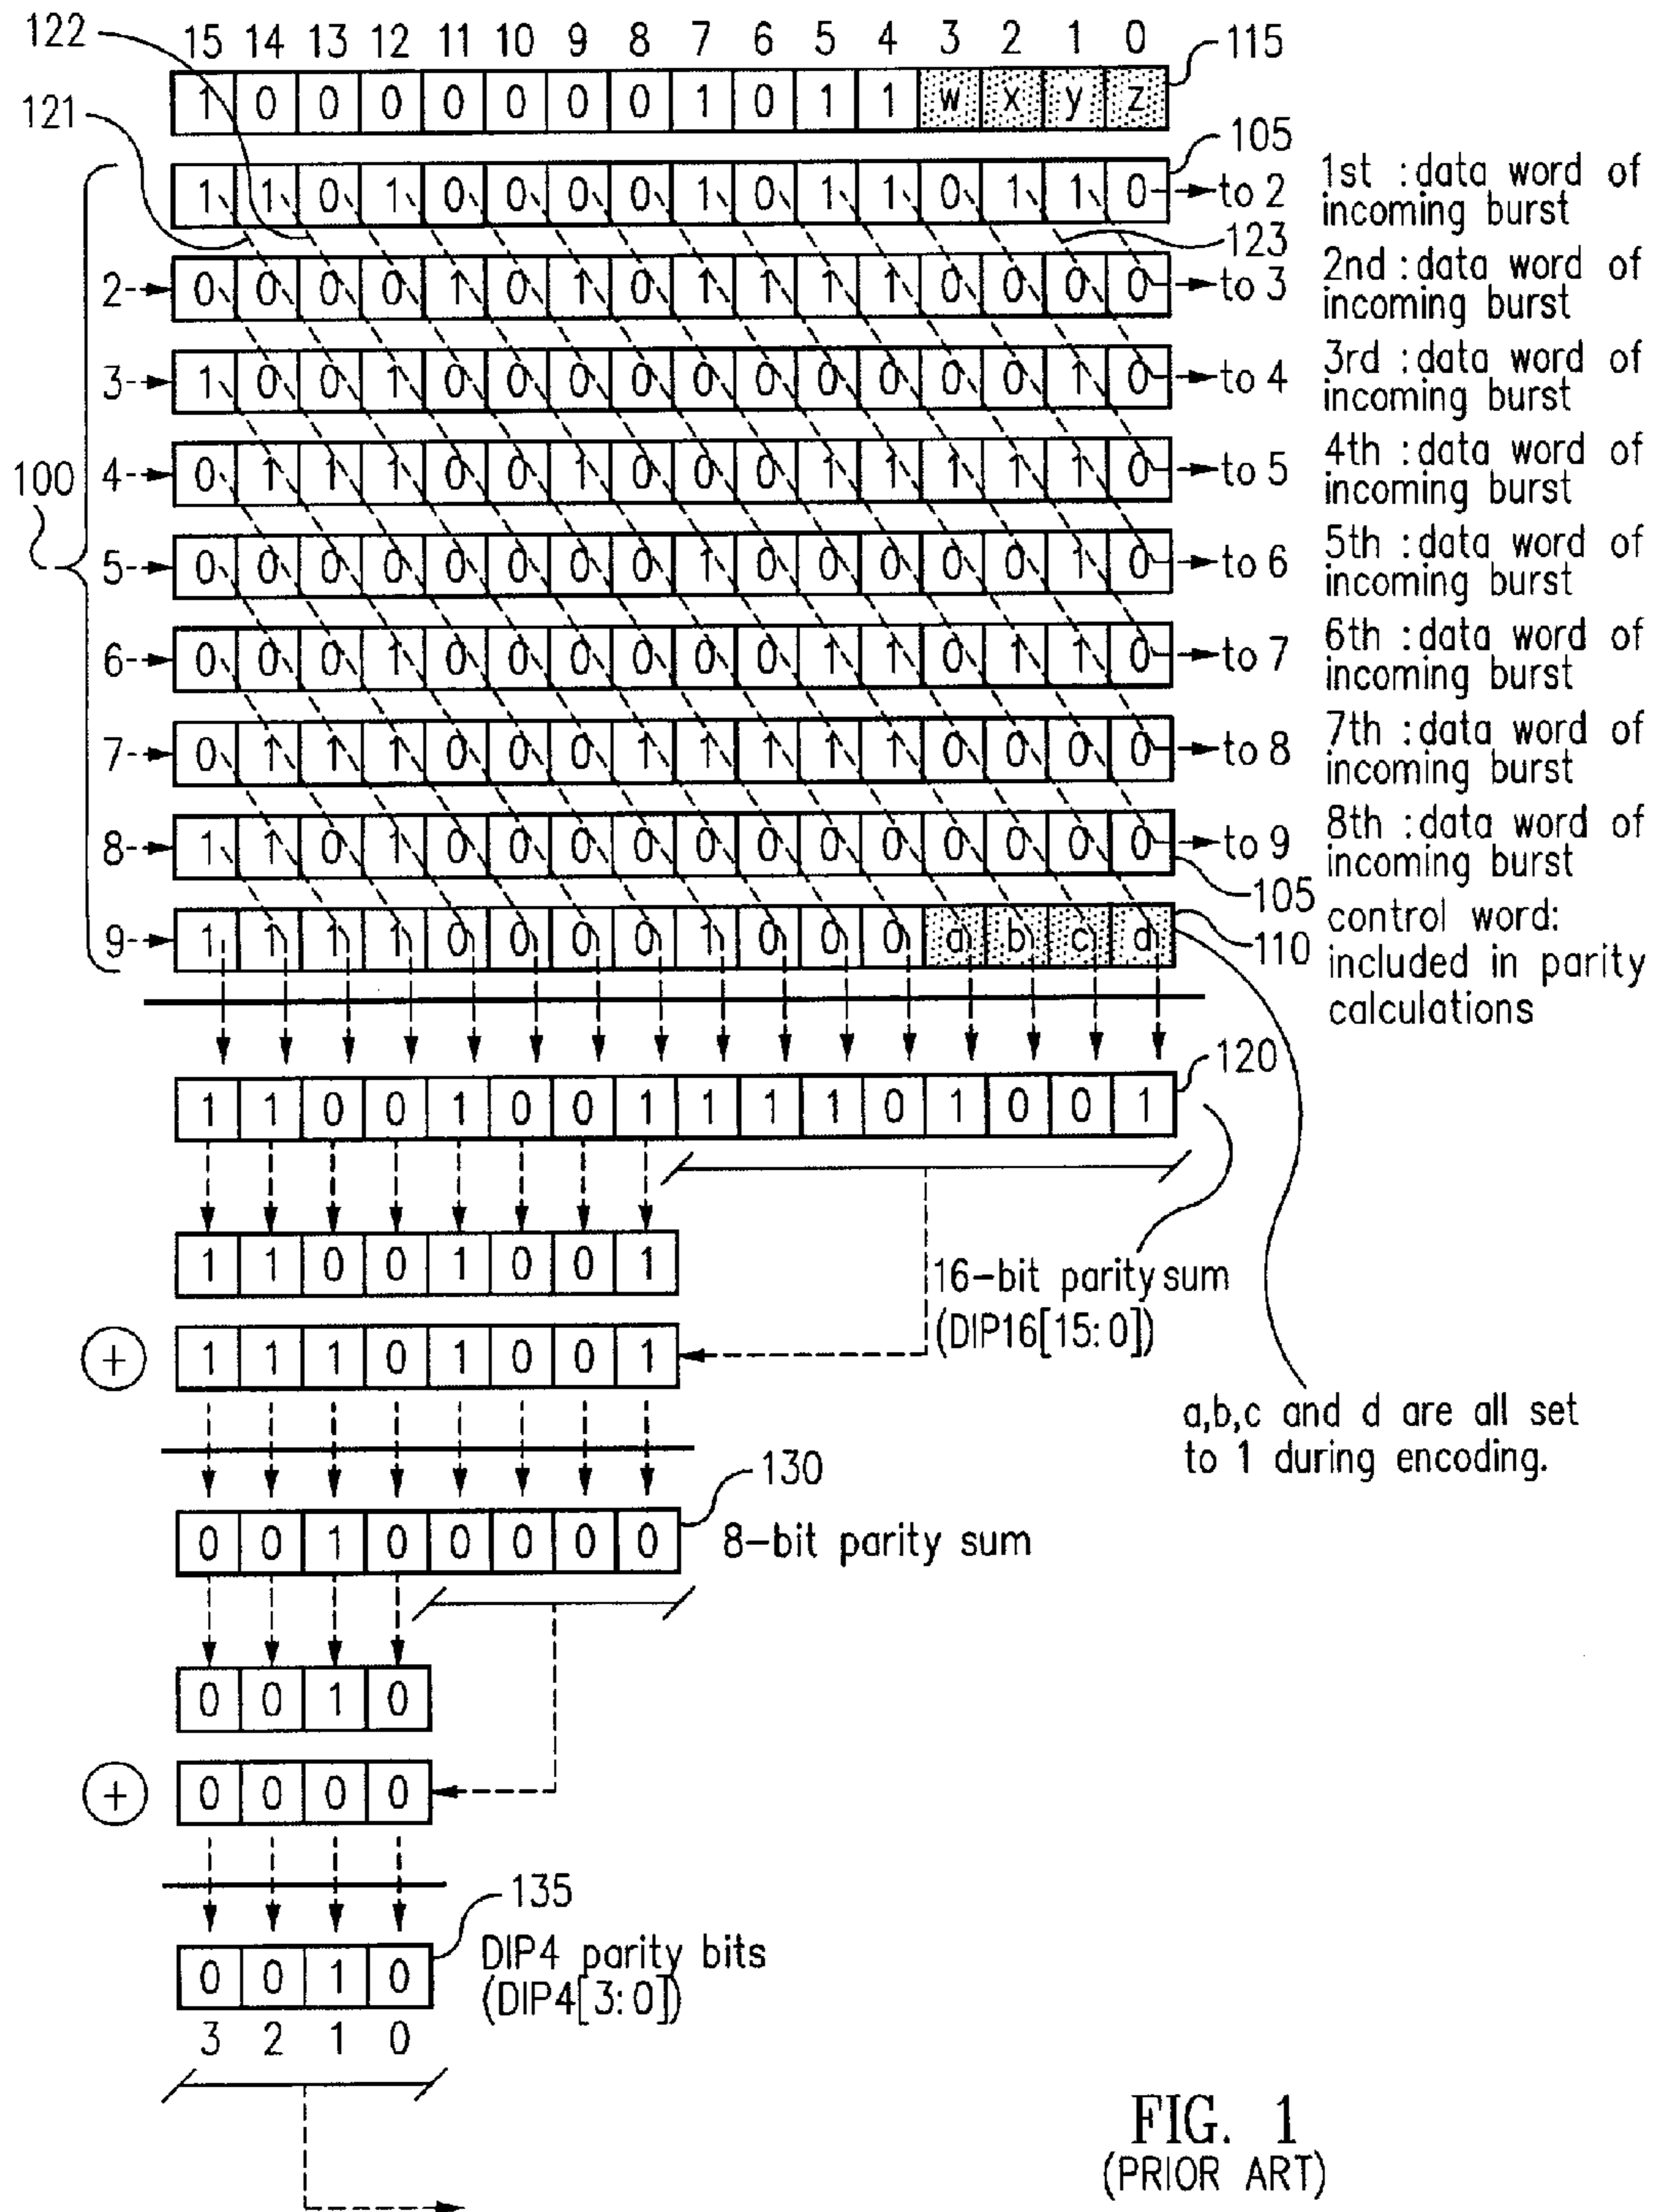 122
15 14 13 12 11 10 9 8 7 6 5 4 3 2 1 0
115
1 0 0 0 0 0 0 0 1 0 1 1 w x y z
121
105
1 1 0 1 0 0 0 0 1 0 1 1 0 1 1 0 to 2
1st :data word of
incoming burst
123
2 0 0 0 0 1 0 1 0 1 1 1 1 0 0 0 0 to 3
2nd :data word of
incoming burst
3 1 0 0 1 0 0 0 0 0 0 0 0 0 0 1 0 to 4
3rd :data word of
incoming burst
100
4 0 1 1 1 0 0 1 0 0 0 1 1 1 1 1 0 to 5
4th :data word of
incoming burst
5 0 0 0 0 0 0 0 0 1 0 0 0 0 0 1 0 to 6
5th :data word of
incoming burst
6 0 0 0 1 0 0 0 0 0 0 1 1 0 1 1 0 to 7
6th :data word of
incoming burst
7 0 1 1 1 0 0 0 1 1 1 1 1 0 0 0 0 to 8
7th :data word of
incoming burst
8 1 1 0 1 0 0 0 0 0 0 0 0 0 0 0 0 to 9
8th :data word of
incoming burst
105
9 1 1 1 1 0 0 0 0 1 0 0 0 a b c d
110
control word:
included in parity
calculations
120
1 1 0 0 1 0 0 1 1 1 1 0 1 0 0 1
1 1 0 0 1 0 0 1
16-bit parity sum
(DIP16[15:0])
+ 1 1 1 0 1 0 0 1
a,b,c and d are all set
to 1 during encoding.
130
0 0 1 0 0 0 0 0
8-bit parity sum
0 0 1 0
+ 0 0 0 0
135
0 0 1 0
DIP4 parity bits
(DIP4[3:0])
3 2 1 0
FIG. 1
(PRIOR ART)